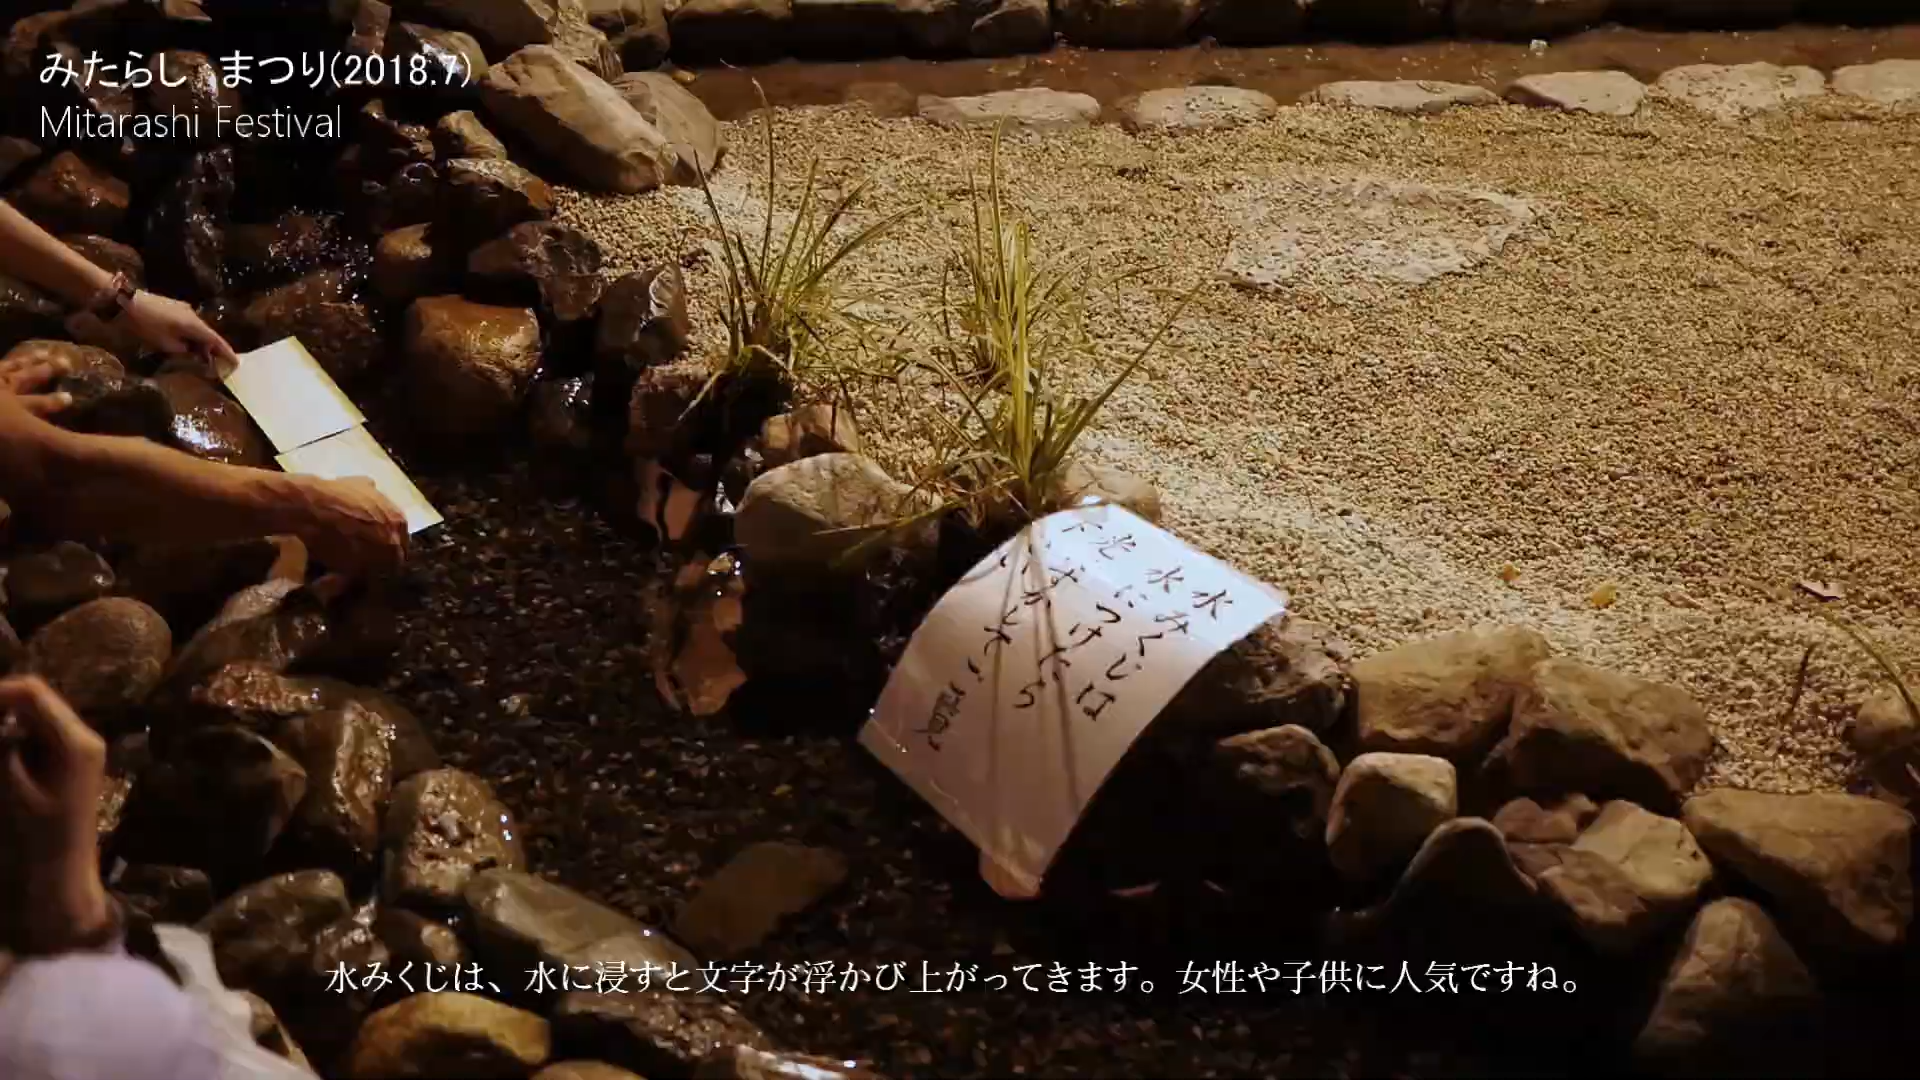 みたらし まつり(2018.7)
Mitarashi Festival
水みくじは
水につけたら
水みくじは、水に浸すと文字が浮かび上がってきます。女性や子供に人気ですね。